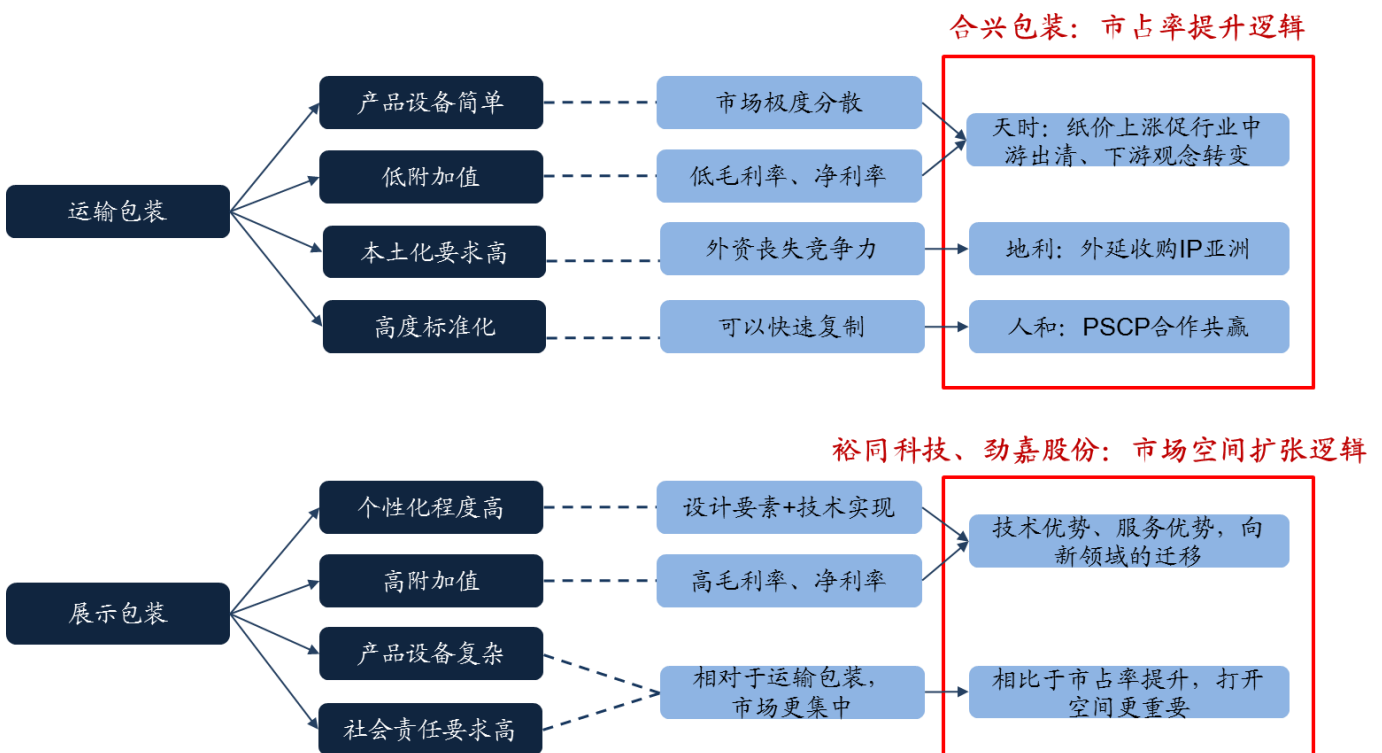 合兴包装：市占率提升逻辑
产品设备简单
市场极度分散
天时：纸价上涨促行业中
游出清、下游观念转变
低附加值
低毛利率、净利率
运输包装
本土化要求高
外资丧失竞争力
地利：外延收购IP亚洲
高度标准化
可以快速复制
人和：PSCP合作共赢
裕同科技、劲嘉股份：市场空间扩张逻辑
个性化程度高
设计要素+技术实现
技术优势、服务优势，向
新领域的迁移
高附加值
高毛利率、净利率
展示包装
产品设备复杂
相对于运输包装，
市场更集中
相比于市占率提升，打开
空间更重要
社会责任要求高